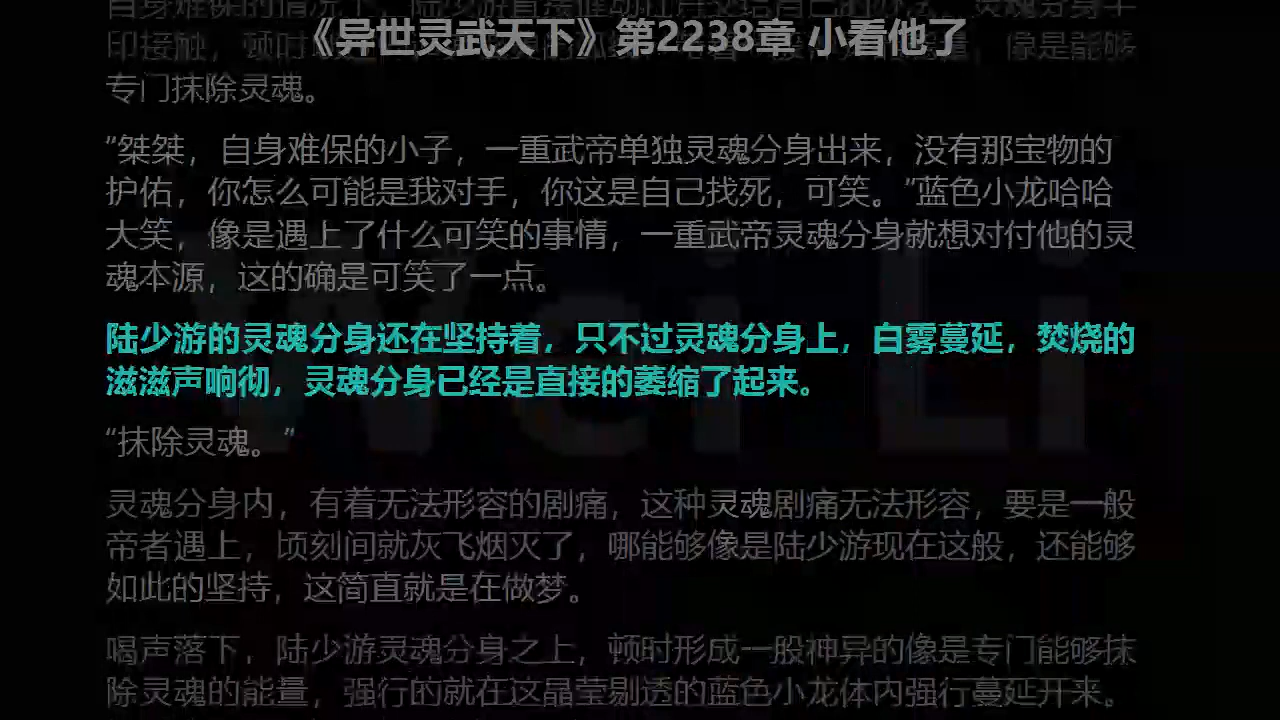 《异世灵武天下》第2238章 小看他了
专门抹除灵魂。
“桀桀，自身难保的小子，一重武帝单独灵魂分身出来，没有那宝物的
护佑，你怎么可能是我对手，你这是自己找死，可笑。”蓝色小龙哈哈
大笑，像是遇上了什么可笑的事情，一重武帝灵魂分身就想对付他的灵
魂本源，这的确是可笑了一点。
陆少游的灵魂分身还在坚持着，只不过灵魂分身上，白雾蔓延，焚烧的
滋滋声响彻，灵魂分身已经是直接的萎缩了起来。
“抹除灵魂。”
灵魂分身内，有着无法形容的剧痛，这种灵魂剧痛无法形容，要是一般
帝者遇上，顷刻间就灰飞烟灭了，哪能够像是陆少游现在这般，还能够
如此的坚持，这简直就是在做梦。
喝声落下，陆少游灵魂分身之上，顿时形成一股神异的像是专门能够抹
除灵魂的能量，强行的就在这晶莹剔透的蓝色小龙体内强行蔓延开来。
Wei Li